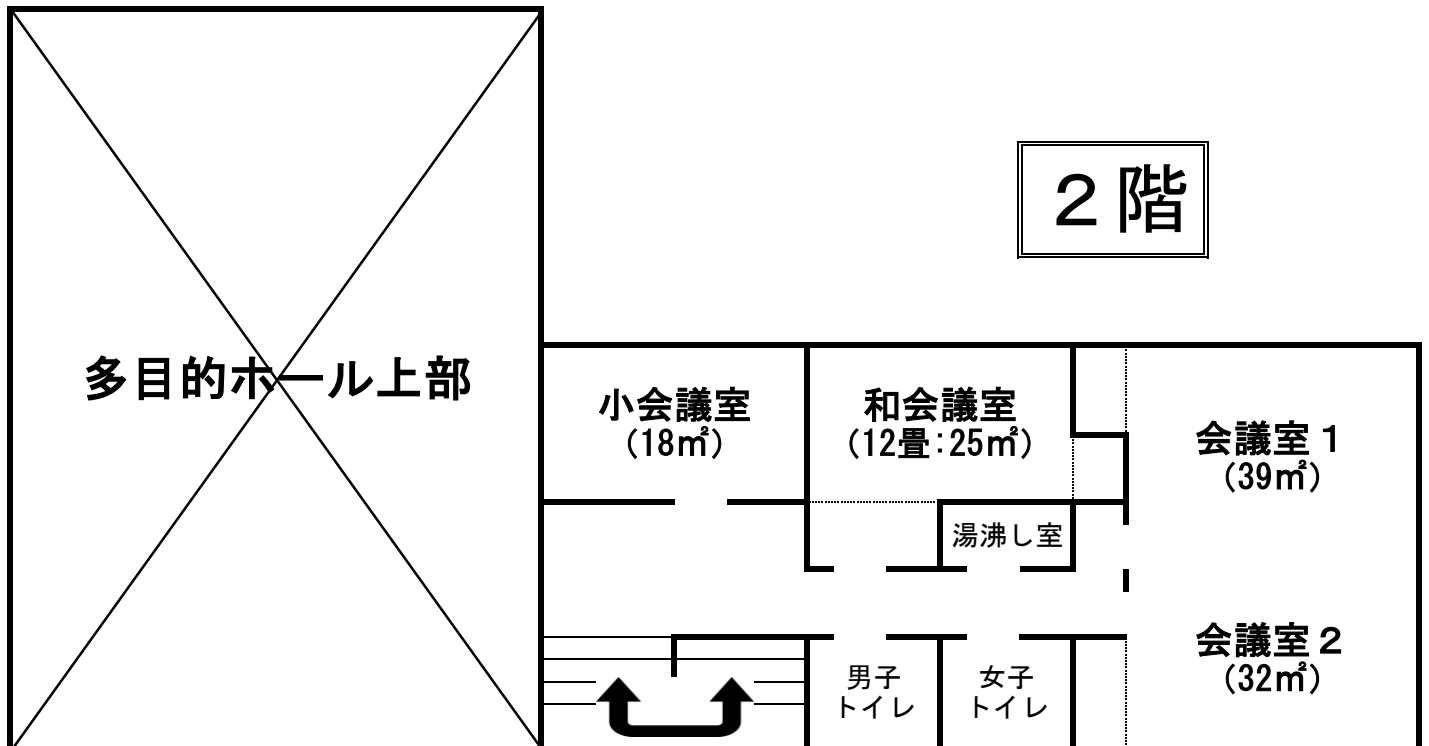 ２階
多目的ホール上部
小会議室
（18㎡）
和会議室
（12畳：25㎡）
会議室１
（39㎡）
湯沸し室
会議室２
（32㎡）
男子
トイレ
女子
トイレ